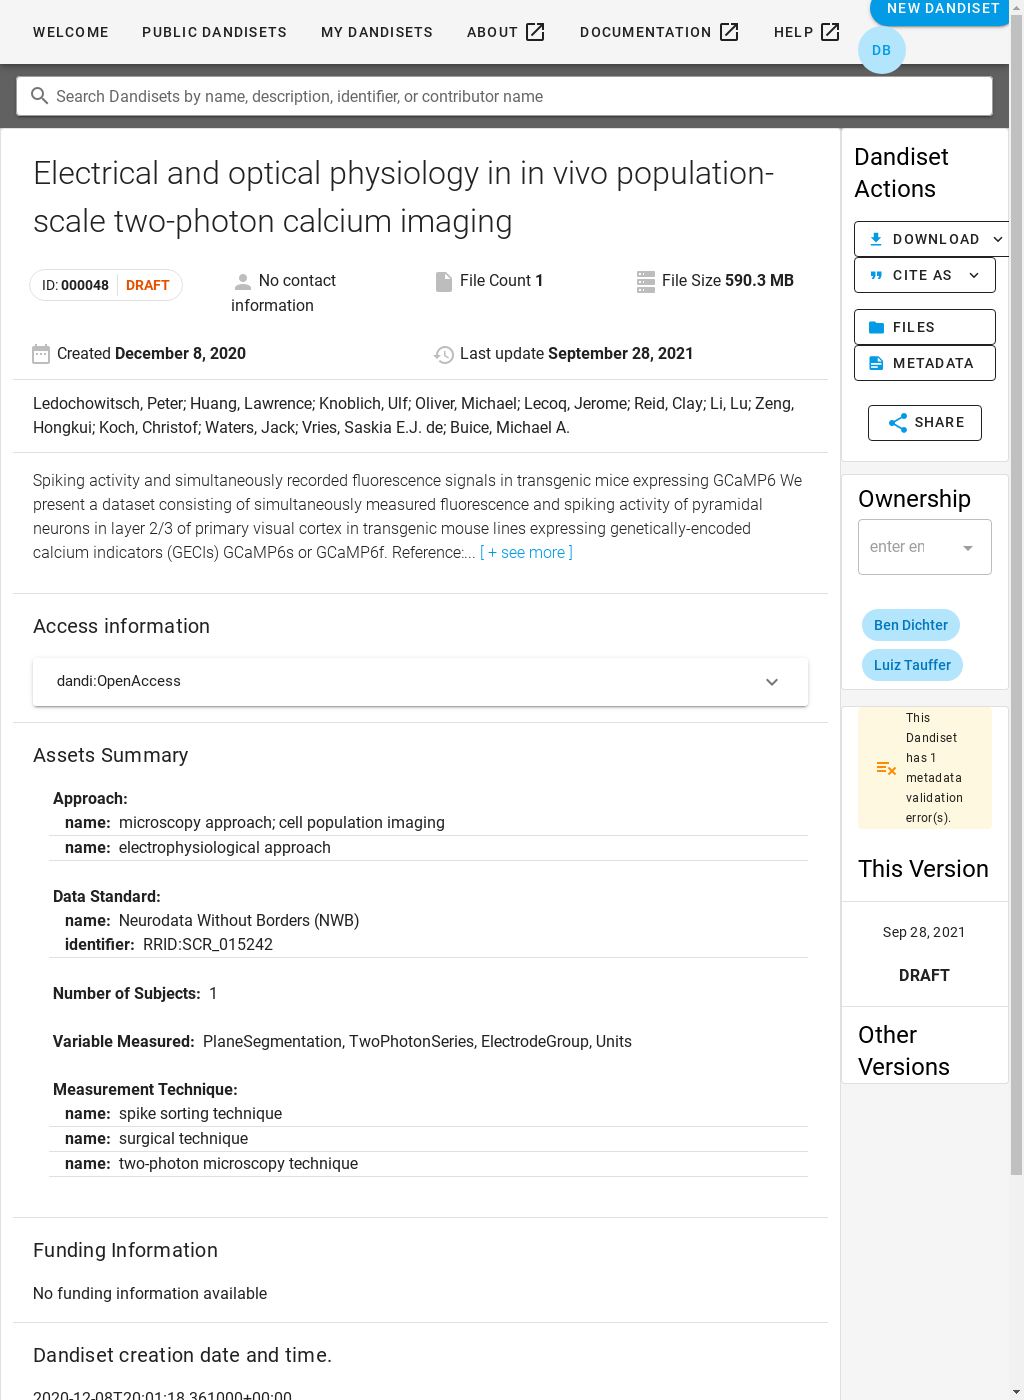 WELCOME PUBLIC DANDISETS MY DANDISETS ABOUT DOCUMENTATION HELP NEW DANDISET
DB
Search Dandisets by name, description, identifier, or contributor name
Electrical and optical physiology in in vivo population-
scale two-photon calcium imaging
ID: 000048 DRAFT
No contact
information
File Count 1
File Size 590.3 MB
Created December 8, 2020
Last update September 28, 2021
Ledochowitsch, Peter; Huang, Lawrence; Knoblich, Ulf; Oliver, Michael; Lecoq, Jerome; Reid, Clay; Li, Lu; Zeng,
Hongkui; Koch, Christof; Waters, Jack; Vries, Saskia E.J. de; Buice, Michael A.
Spiking activity and simultaneously recorded fluorescence signals in transgenic mice expressing GCaMP6 We
present a dataset consisting of simultaneously measured fluorescence and spiking activity of pyramidal
neurons in layer 2/3 of primary visual cortex in transgenic mouse lines expressing genetically-encoded
calcium indicators (GECIs) GCaMP6s or GCaMP6f. Reference:... [ + see more ]
Access information
dandi:OpenAccess
Assets Summary
Approach:
name: microscopy approach; cell population imaging
name: electrophysiological approach
Data Standard:
name: Neurodata Without Borders (NWB)
identifier: RRID:SCR_015242
Number of Subjects: 1
Variable Measured: PlaneSegmentation, TwoPhotonSeries, ElectrodeGroup, Units
Measurement Technique:
name: spike sorting technique
name: surgical technique
name: two-photon microscopy technique
Funding Information
No funding information available
Dandiset creation date and time.
2020-12-08T20:01:18.361000+00:00
Dandiset
Actions
DOWNLOAD
CITE AS
FILES
METADATA
SHARE
Ownership
enter en
Ben Dichter
Luiz Tauffer
This
Dandiset
has 1
metadata
validation
error(s).
This Version
Sep 28, 2021
DRAFT
Other
Versions